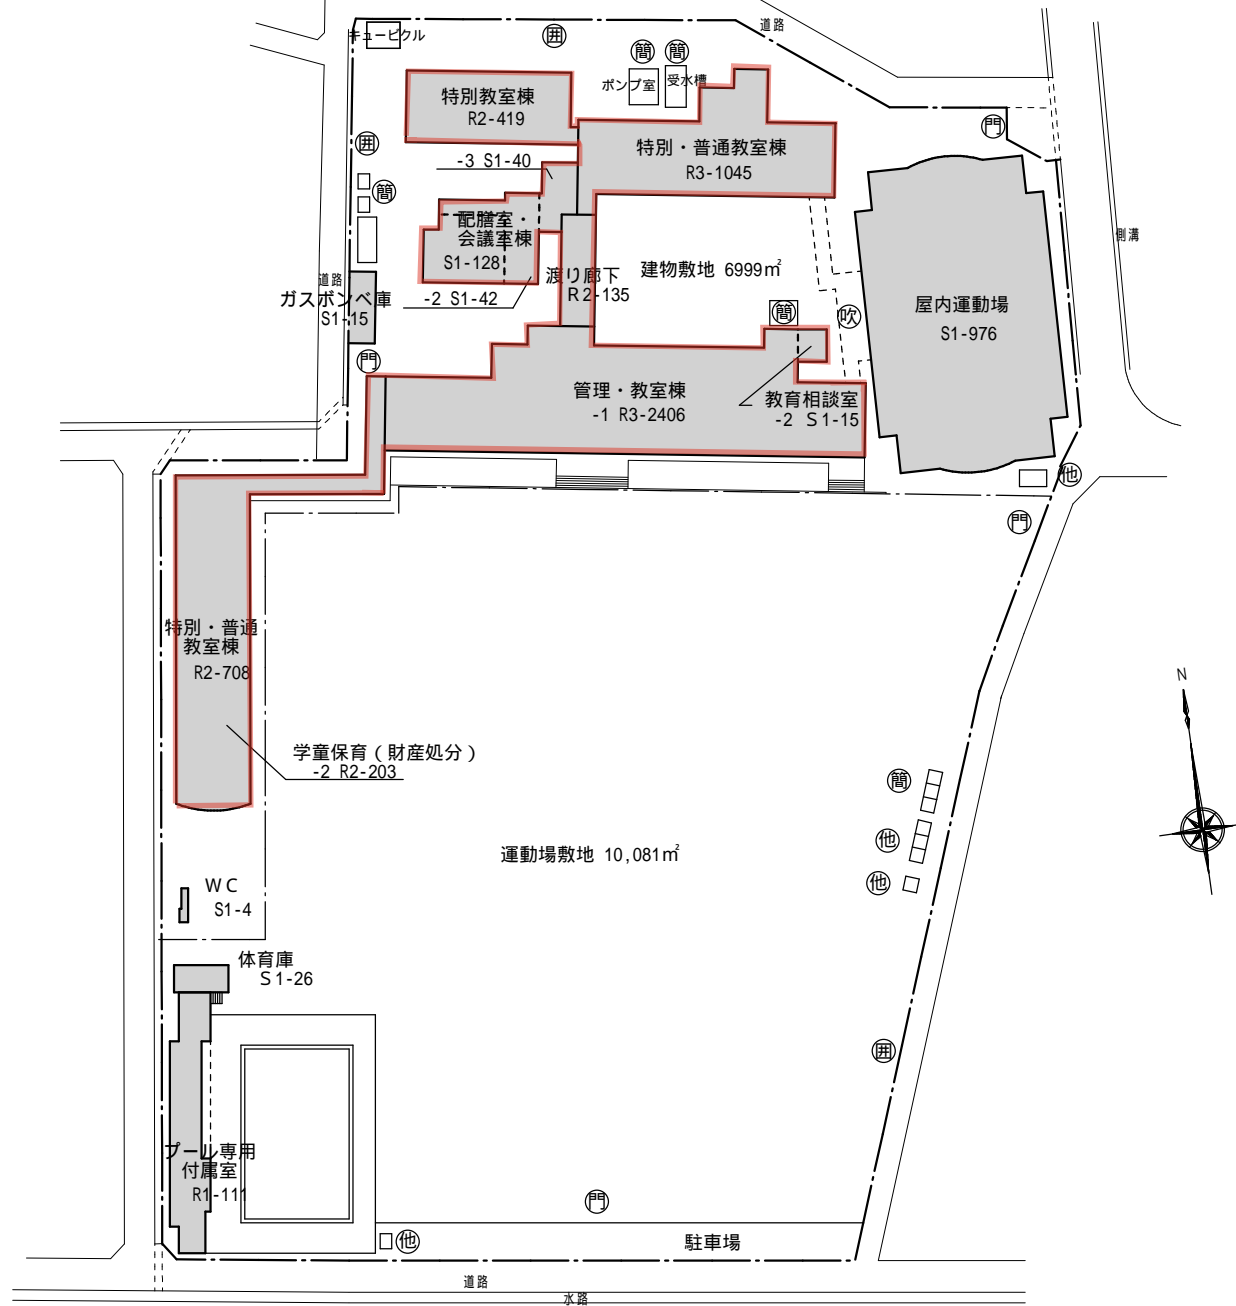 道路
キュービクル
囲
簡
簡
ポンプ室
受水槽
特別教室棟
R2-419
門
囲
特別・普通教室棟
R3-1045
-3 S1-40
簡
配膳室・
会議室棟
S1-128
側溝
道路
渡り廊下
R2-135
建物敷地 6999㎡
ガスボンベ庫
S1-15
-2 S1-42
簡
吹
屋内運動場
S1-976
門
管理・教室棟
-1 R3-2406
教育相談室
-2 S1-15
他
門
特別・普通
教室棟
R2-708
N
学童保育（財産処分）
-2 R2-203
簡
他
運動場敷地 10,081㎡
他
WC
S1-4
体育庫
S1-26
囲
プール専用
付属室
R1-111
門
他
駐車場
道路
水路